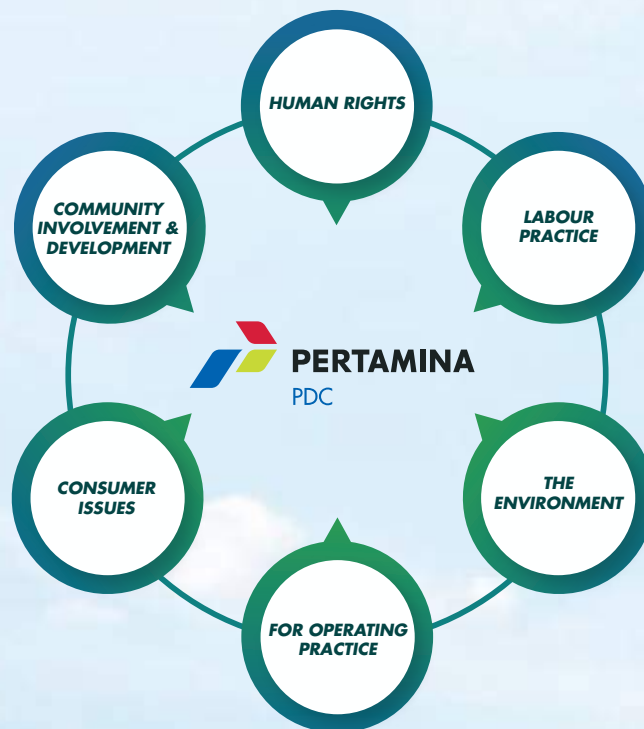 HUMAN RIGHTS
LABOUR
PRACTICE
THE
ENVIRONMENT
FOR OPERATING
PRACTICE
CONSUMER
ISSUES
COMMUNITY
INVOLVEMENT &
DEVELOPMENT
PERTAMINA
PDC